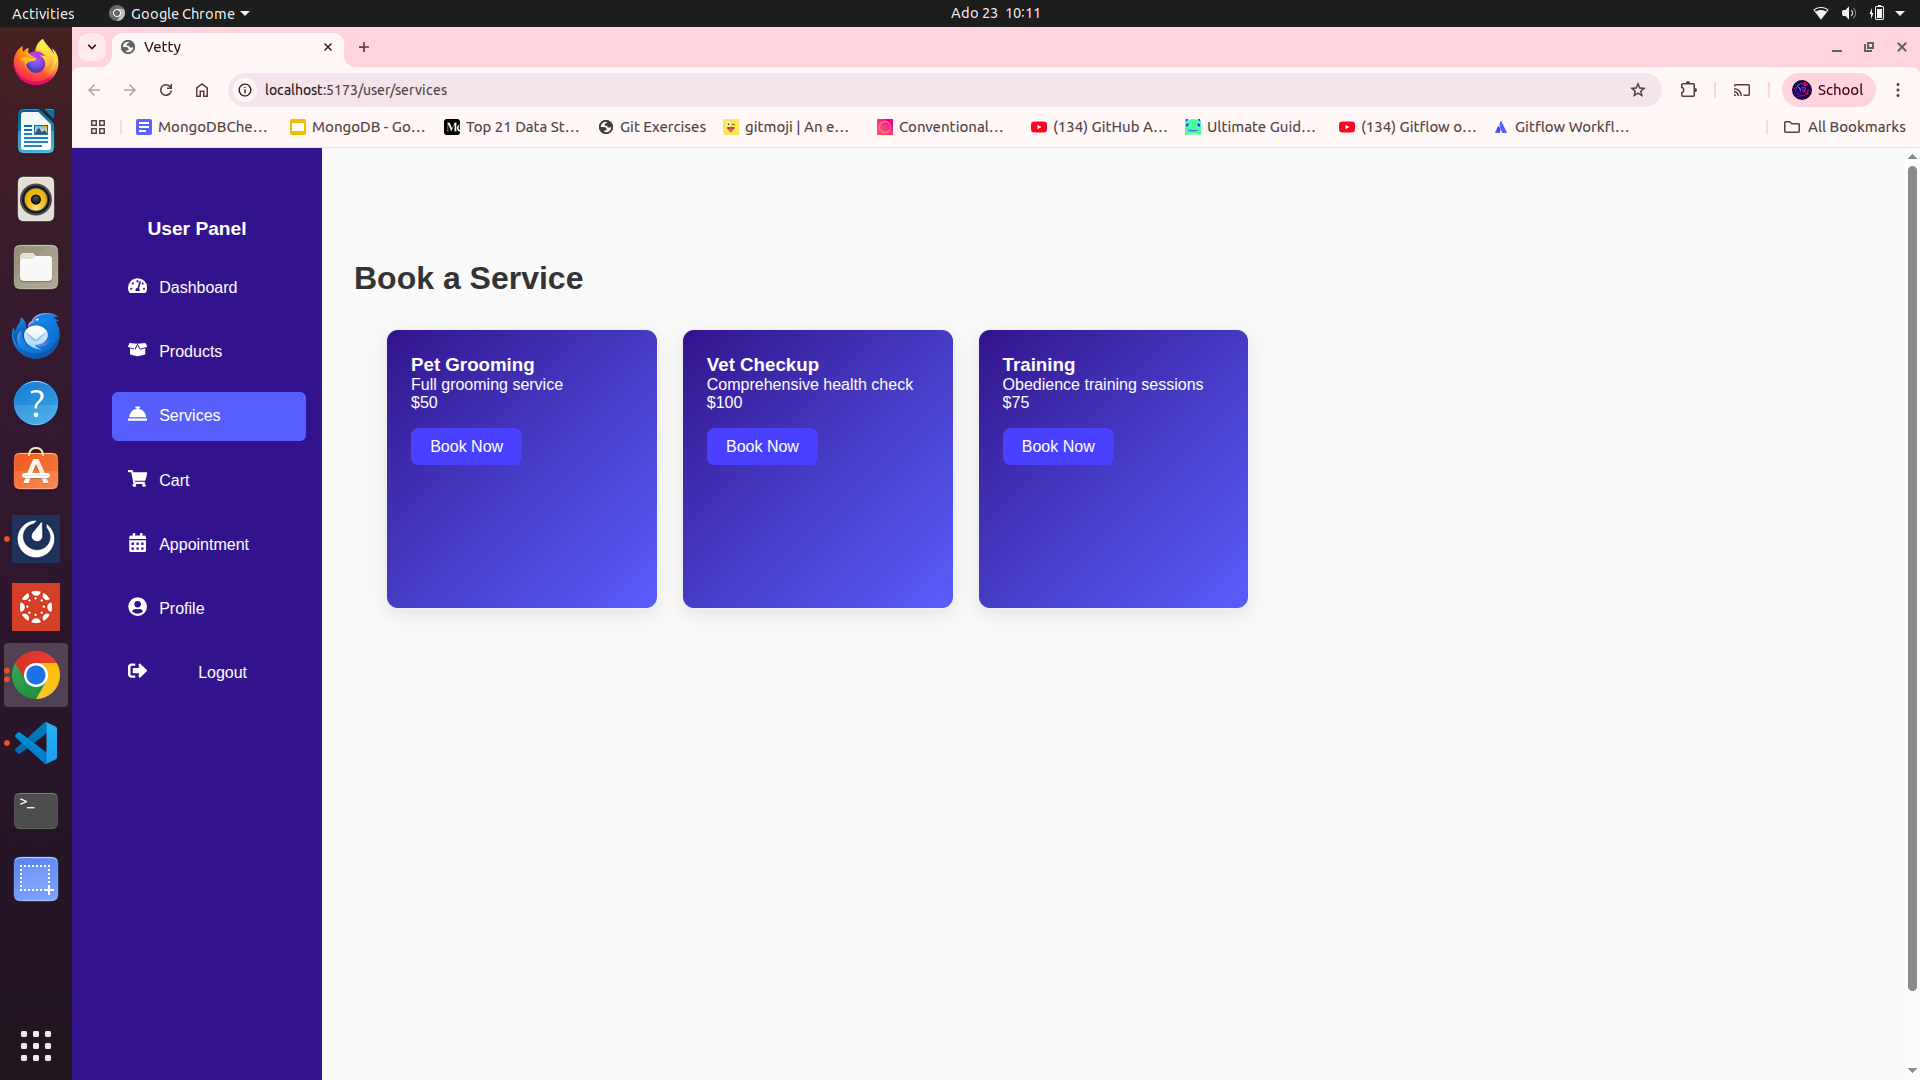 Activities
Google Chrome
Ado 23 10:11
Vetty
localhost:5173/user/services
School
MongoDBChe...
MongoDB - Go...
Top 21 Data St...
Git Exercises
gitmoji | An e...
Conventional...
(134) GitHub A...
Ultimate Guid...
(134) Gitflow o...
Gitflow Workfl...
All Bookmarks
User Panel
Dashboard
Products
Services
Cart
Appointment
Profile
Logout
Book a Service
Pet Grooming
Full grooming service
$50
Book Now
Vet Checkup
Comprehensive health check
$100
Book Now
Training
Obedience training sessions
$75
Book Now